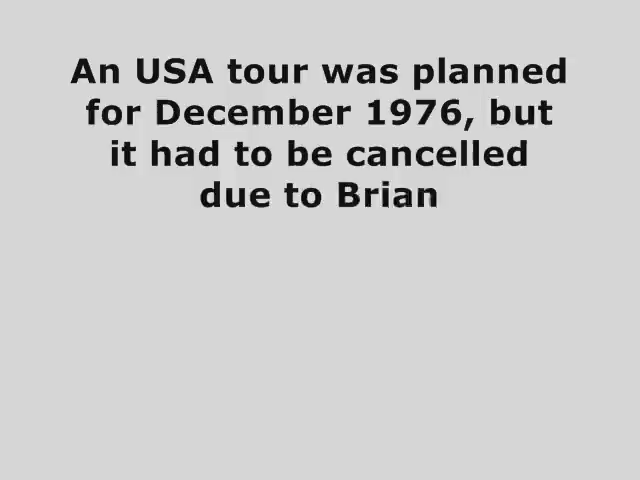 An USA tour was planned
for December 1976, but
it had to be cancelled
due to Brian